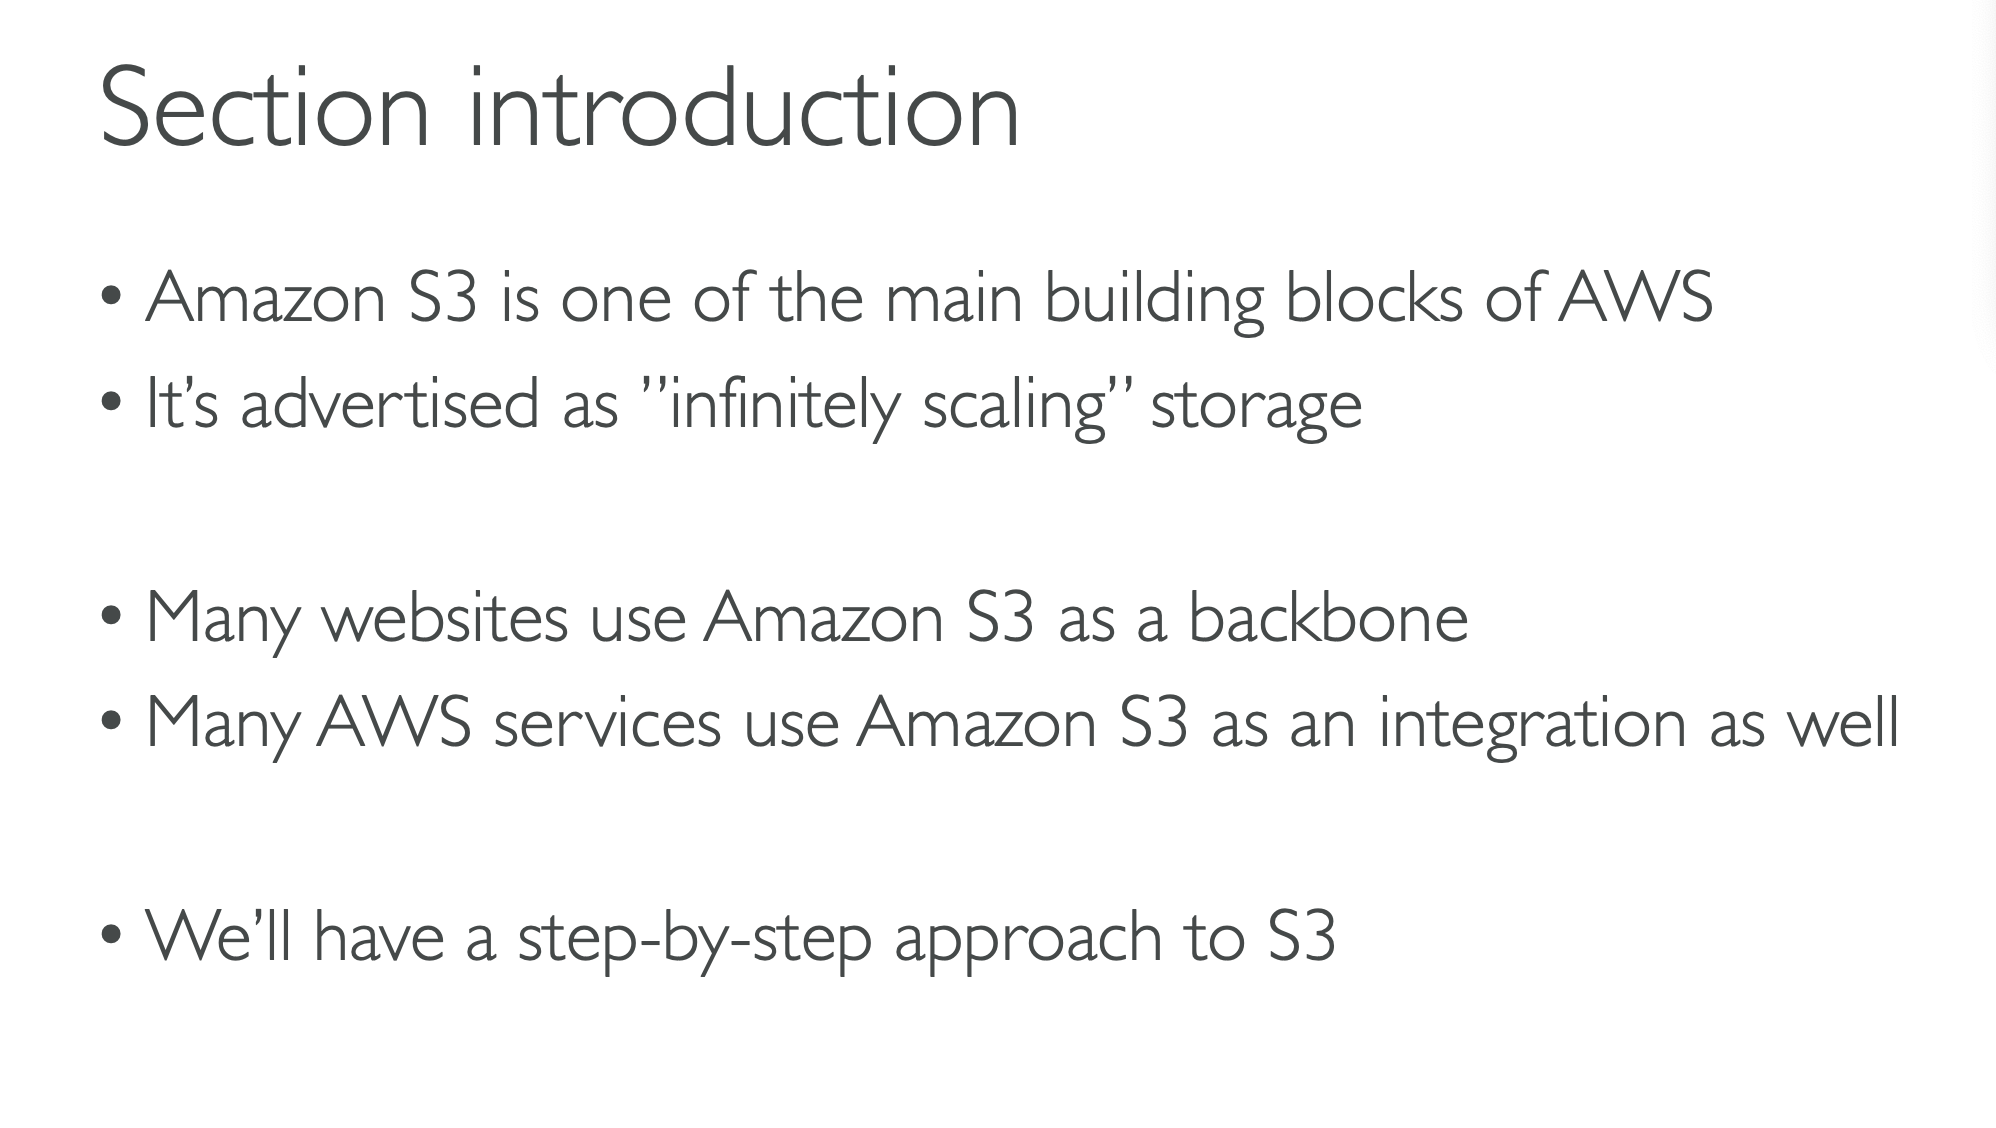 Section introduction
• Amazon S3 is one of the main building blocks of AWS
• It’s advertised as ”infinitely scaling” storage
• Many websites use Amazon S3 as a backbone
• Many AWS services use Amazon S3 as an integration as well
• We’ll have a step-by-step approach to S3